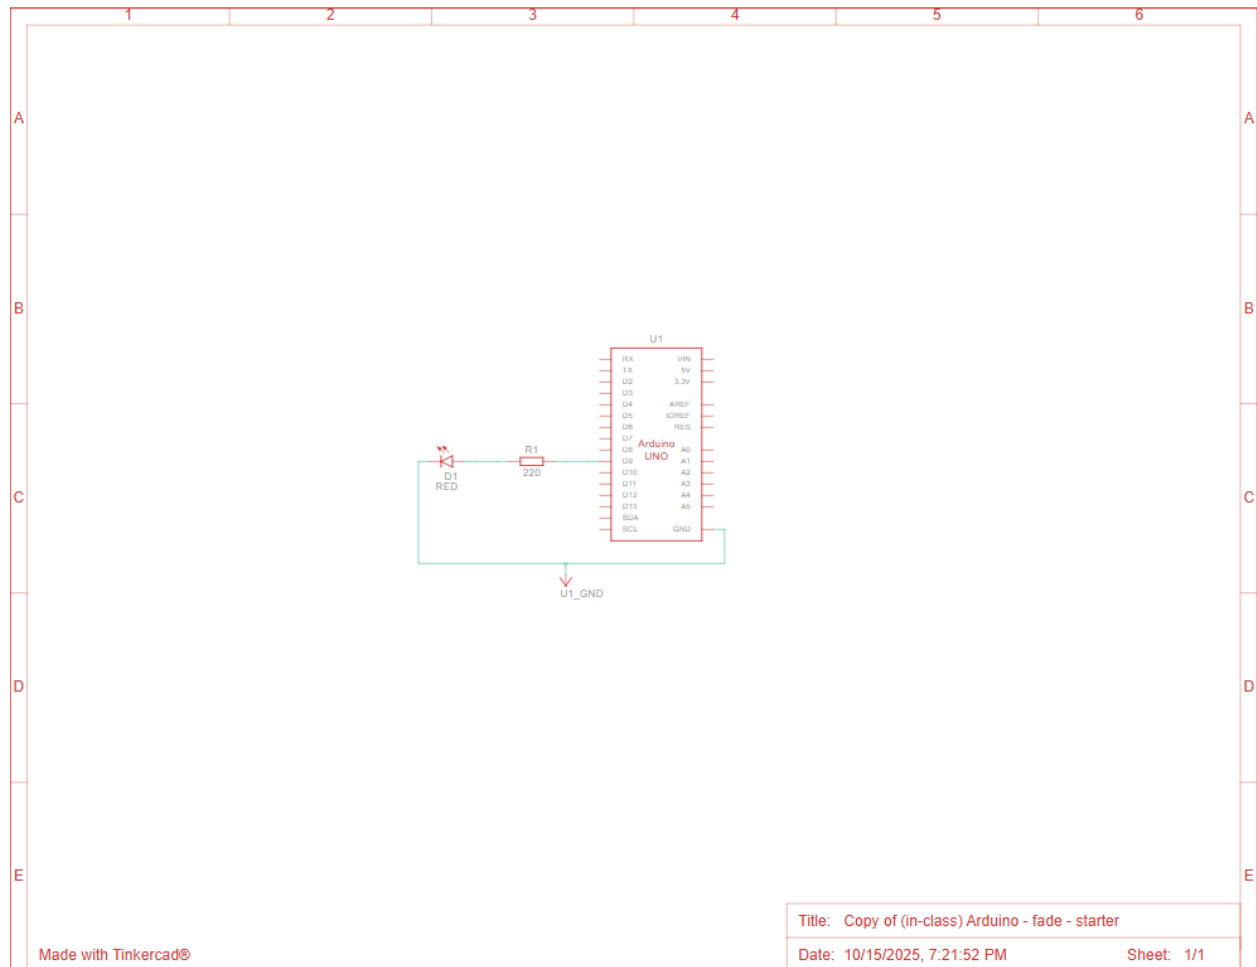 1 2 3 4 5 6
A A
B B
U1
RX VIN
TX 5V
D2 3.3V
D3
D4 AREF
D5 IOREF
D6 RES
D7
Arduino
UNO
D8 A0
D9 A1
D10 A2
D11 A3
D12 A4
D13 A5
SDA
SCL GND
R1
220
D1
RED
C C
U1_GND
D D
E E
Title: Copy of (in-class) Arduino - fade - starter
Made with Tinkercad®
Date: 10/15/2025, 7:21:52 PM Sheet: 1/1